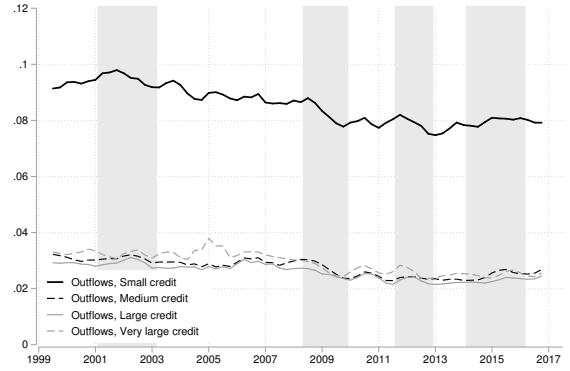 .12
.1
.08
.06
.04
.02
0
Outflows, Small credit
Outflows, Medium credit
Outflows, Large credit
Outflows, Very large credit
1999 2001 2003 2005 2007 2009 2011 2013 2015 2017